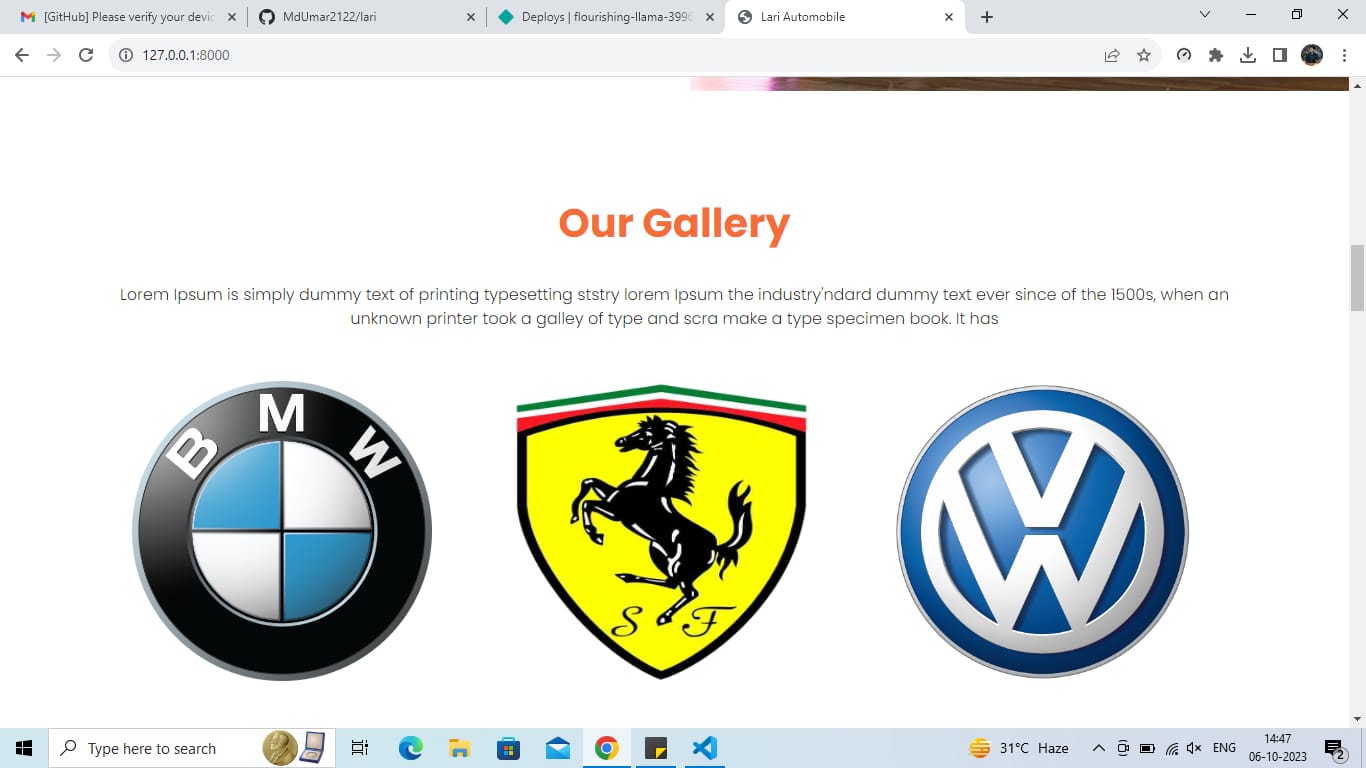 [GitHub] Please verify your devic
MdUmar2122/lari
Deploys | flourishing-llama-3996
Lari Automobile
127.0.0.1:8000
Our Gallery
Lorem Ipsum is simply dummy text of printing typesetting ststry lorem Ipsum the industry'ndard dummy text ever since of the 1500s, when an
unknown printer took a galley of type and scra make a type specimen book. It has
B M W
S F
VW
Type here to search
31°C Haze
ENG
14:47
06-10-2023
2